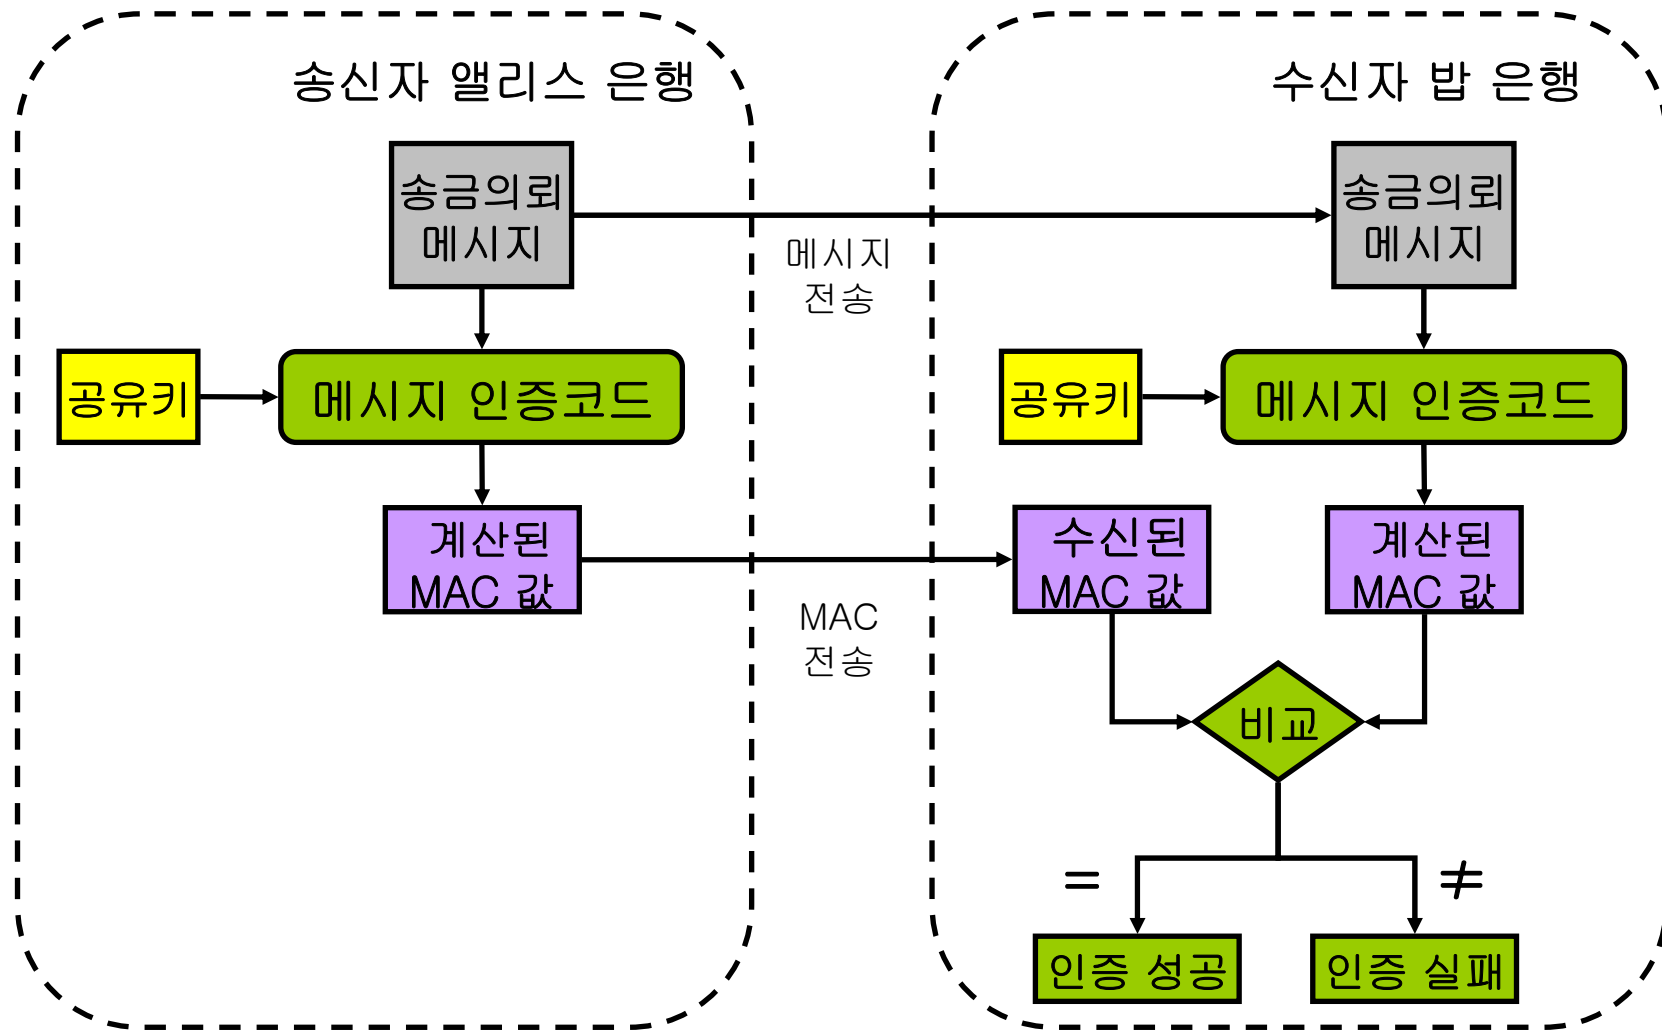 송신자 앨리스 은행
송금의뢰
메시지
공유키
메시지 인증코드
계산된
MAC 값
메시지
전송
MAC
전송
수신자 밥 은행
송금의뢰
메시지
공유키
메시지 인증코드
수신된
MAC 값
계산된
MAC 값
비교
=
≠
인증 성공
인증 실패